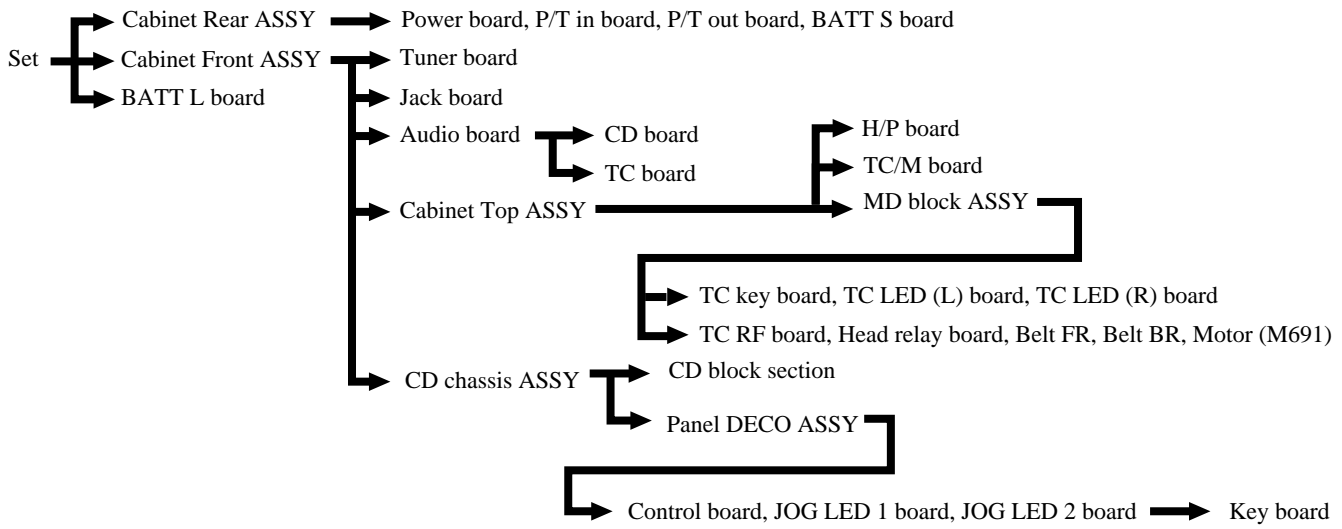 Cabinet Rear ASSY Power board, P/T in board, P/T out board, BATT S board
Set Cabinet Front ASSY Tuner board
BATT L board Jack board
Audio board CD board H/P board
TC board TC/M board
Cabinet Top ASSY MD block ASSY
TC key board, TC LED (L) board, TC LED (R) board
TC RF board, Head relay board, Belt FR, Belt BR, Motor (M691)
CD chassis ASSY CD block section
Panel DECO ASSY
Control board, JOG LED 1 board, JOG LED 2 board Key board